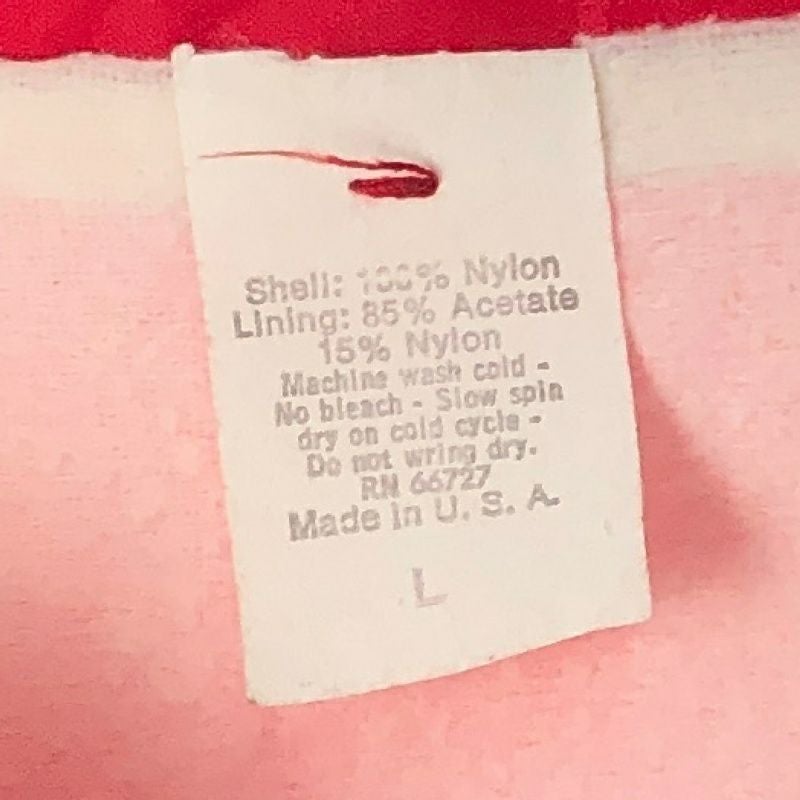 Shell: 100% Nylon
Lining: 85% Acetate
15% Nylon
Machine wash cold -
No bleach - Slow spin
dry on cold cycle -
Do not wring dry.
RN 66727
Made in U. S. A.
L